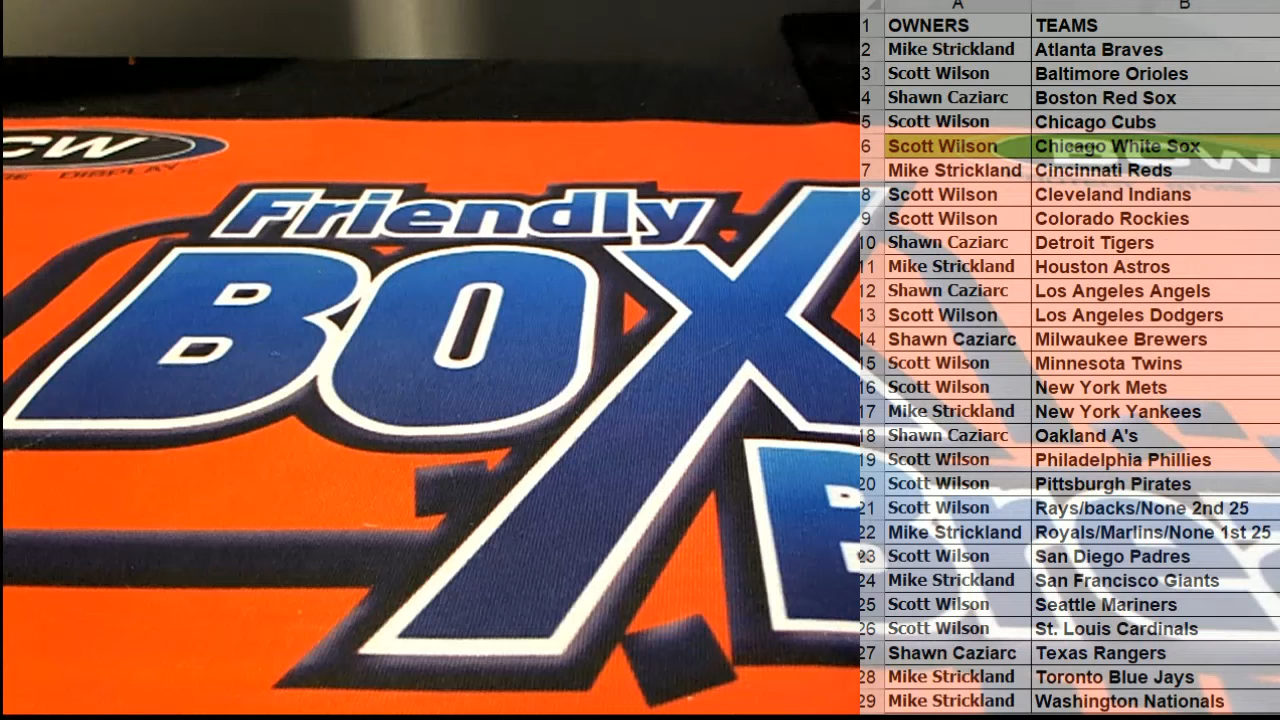 A B
1 OWNERS TEAMS
2 Mike Strickland Atlanta Braves
3 Scott Wilson Baltimore Orioles
4 Shawn Caziarc Boston Red Sox
5 Scott Wilson Chicago Cubs
6 Scott Wilson Chicago White Sox
7 Mike Strickland Cincinnati Reds
8 Scott Wilson Cleveland Indians
9 Scott Wilson Colorado Rockies
10 Shawn Caziarc Detroit Tigers
11 Mike Strickland Houston Astros
12 Shawn Caziarc Los Angeles Angels
13 Scott Wilson Los Angeles Dodgers
14 Shawn Caziarc Milwaukee Brewers
15 Scott Wilson Minnesota Twins
16 Scott Wilson New York Mets
17 Mike Strickland New York Yankees
18 Shawn Caziarc Oakland A's
19 Scott Wilson Philadelphia Phillies
20 Scott Wilson Pittsburgh Pirates
21 Scott Wilson Rays/backs/None 2nd 25
22 Mike Strickland Royals/Marlins/None 1st 25
23 Scott Wilson San Diego Padres
24 Mike Strickland San Francisco Giants
25 Scott Wilson Seattle Mariners
26 Scott Wilson St. Louis Cardinals
27 Shawn Caziarc Texas Rangers
28 Mike Strickland Toronto Blue Jays
29 Mike Strickland Washington Nationals
CW
DISPLAY
BCW
Friendly
BOX